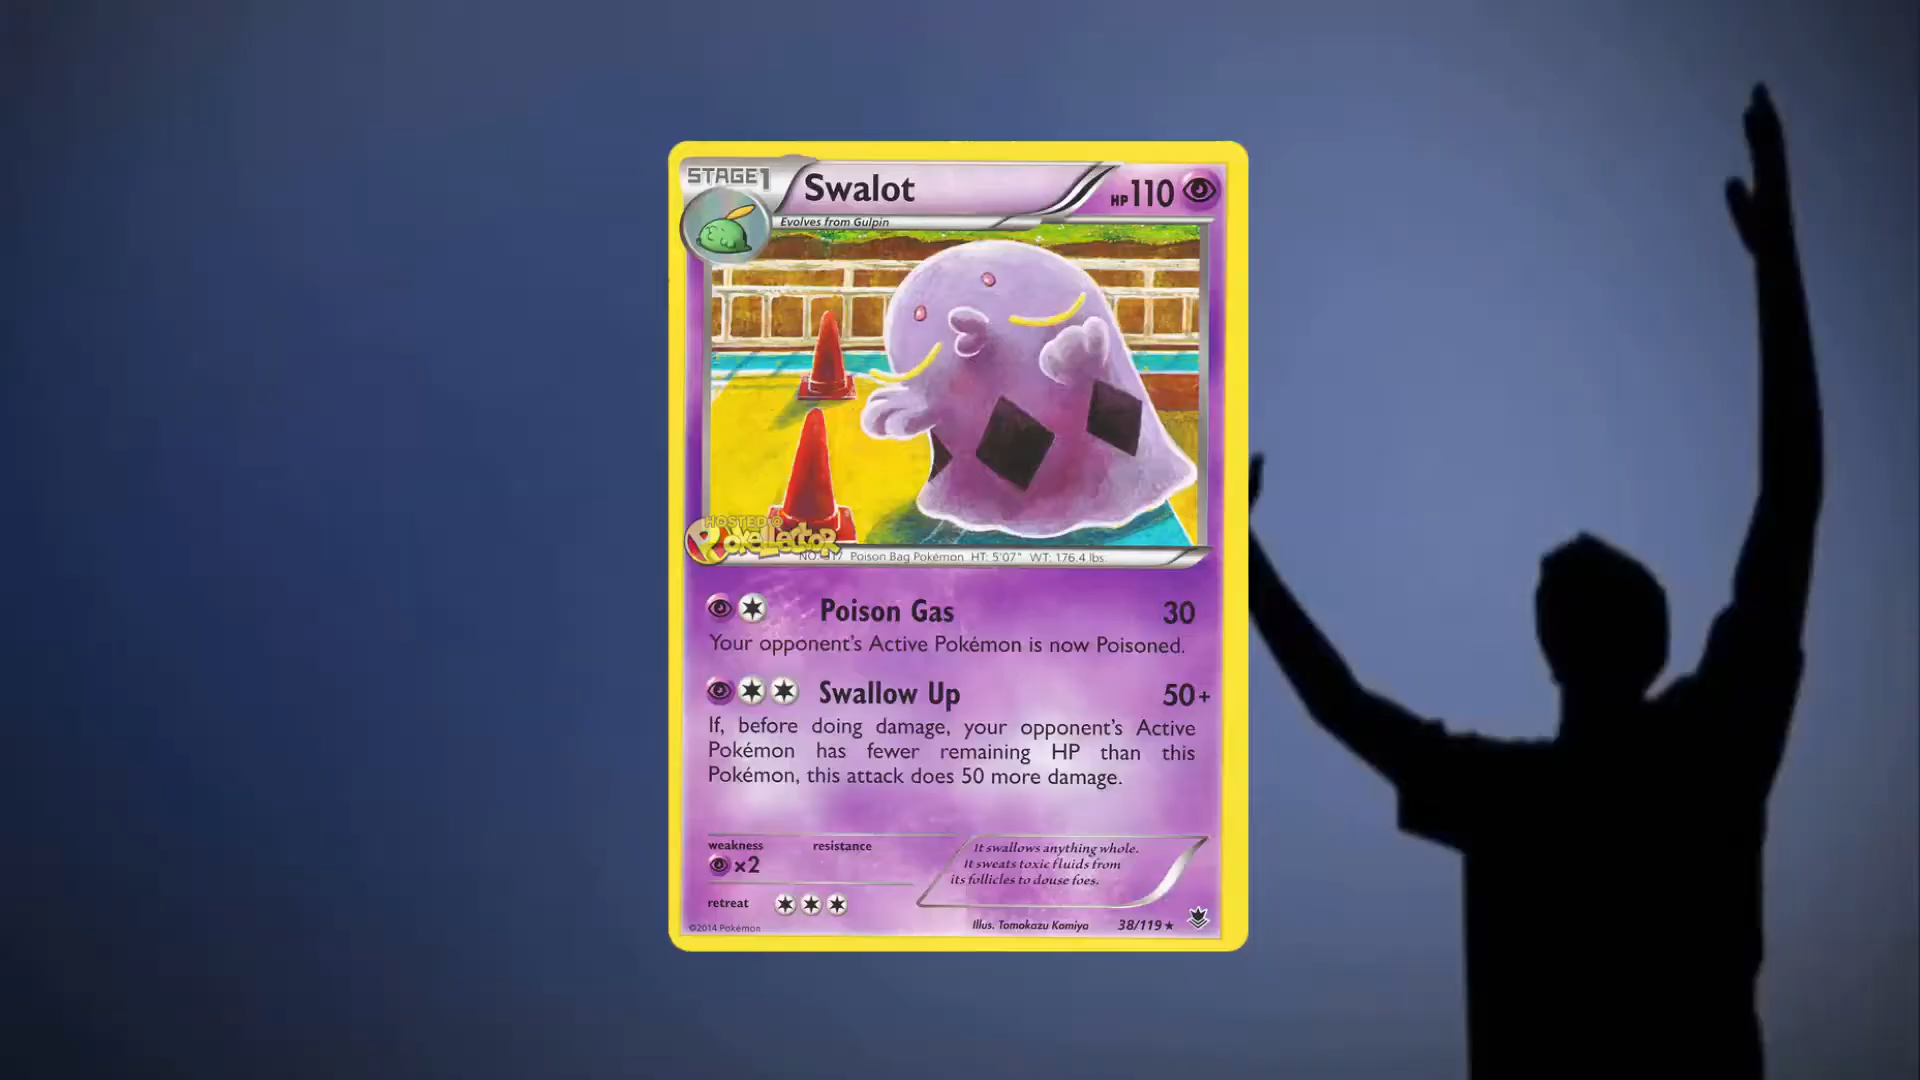 STAGE1
Swalot
HP110
Evolves from Gulpin
HOSTED @
Pokellector
Poison Bag Pokémon HT: 5'07" WT: 176.4 lbs.
Poison Gas 30
Your opponent's Active Pokémon is now Poisoned.
Swallow Up 50+
If, before doing damage, your opponent's Active
Pokémon has fewer remaining HP than this
Pokémon, this attack does 50 more damage.
weakness resistance
×2
It swallows anything whole.
It sweats toxic fluids from
its follicles to douse foes.
retreat
Illus. Tomokazu Komiya 38/119
©2014 Pokémon